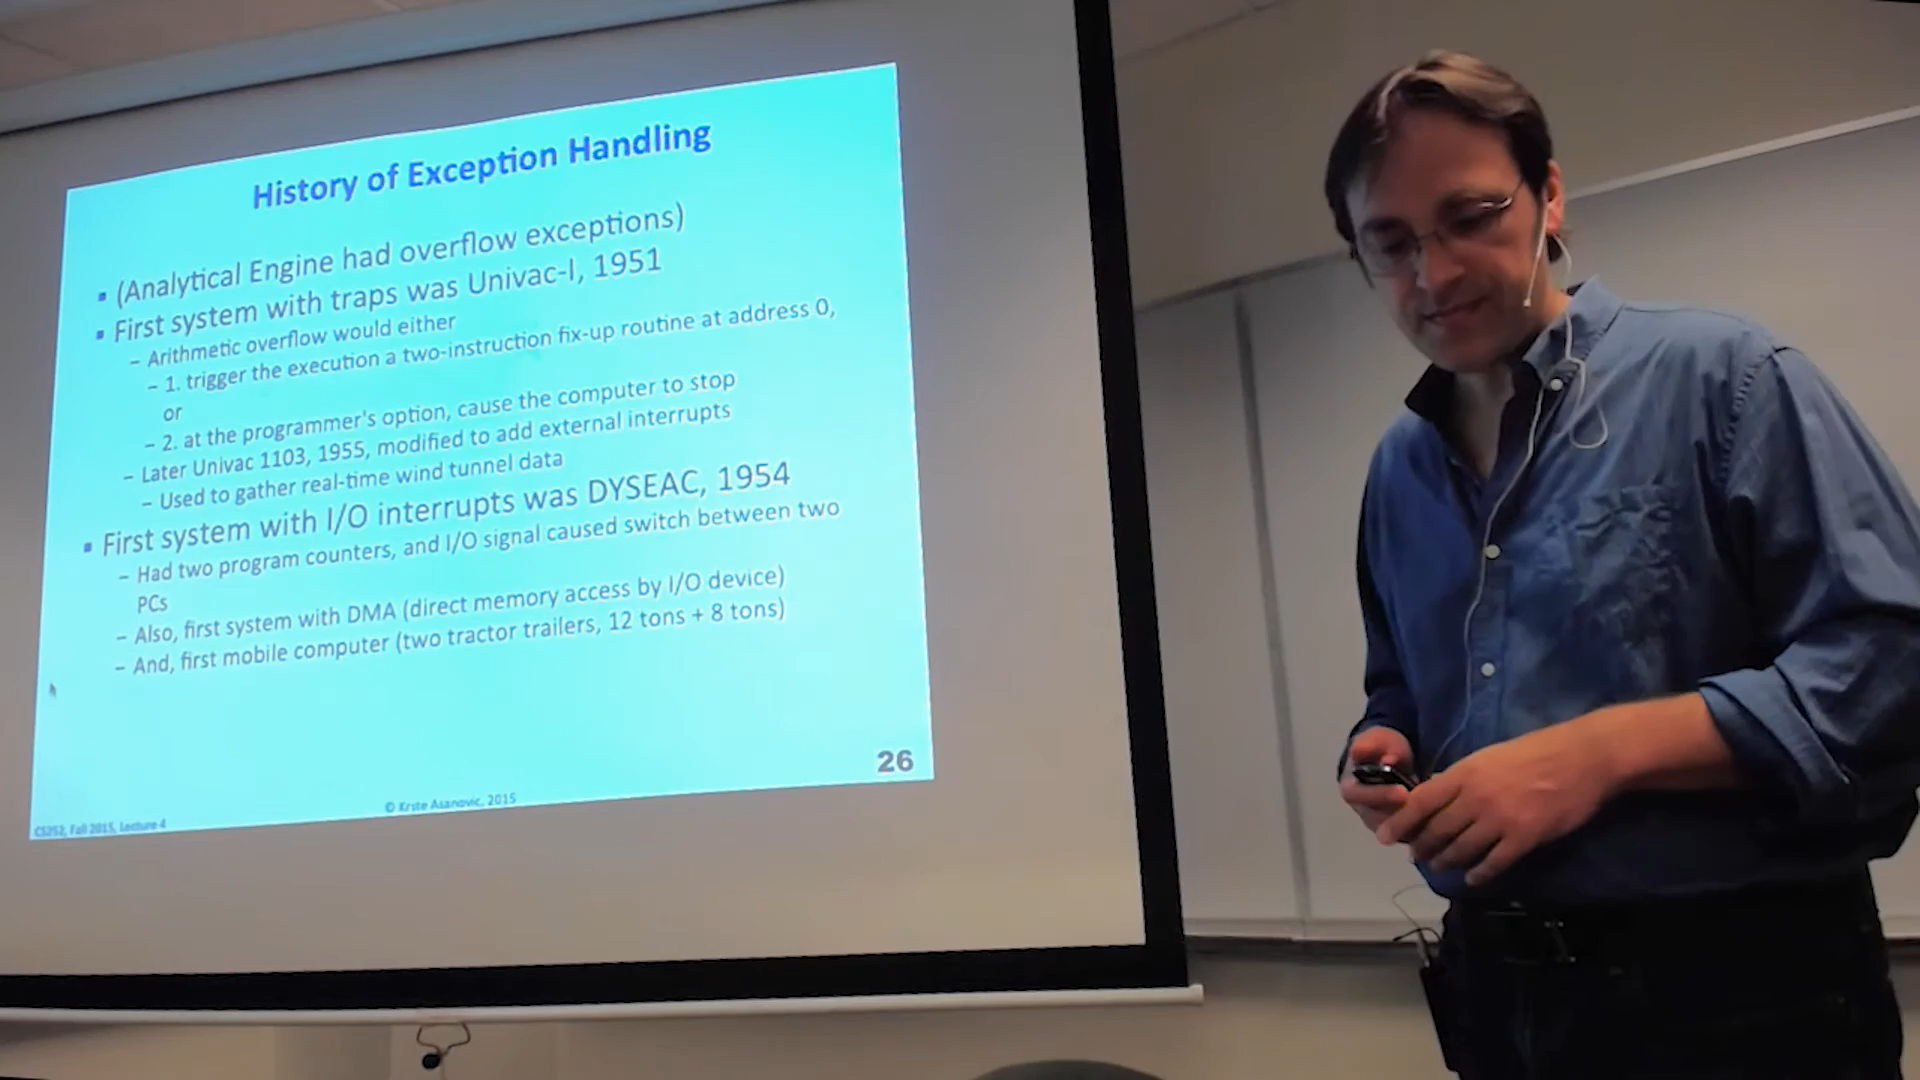 History of Exception Handling
▪ (Analytical Engine had overflow exceptions)
▪ First system with traps was Univac-I, 1951
– Arithmetic overflow would either
– 1. trigger the execution a two-instruction fix-up routine at address 0,
or
– 2. at the programmer's option, cause the computer to stop
– Later Univac 1103, 1955, modified to add external interrupts
– Used to gather real-time wind tunnel data
▪ First system with I/O interrupts was DYSEAC, 1954
– Had two program counters, and I/O signal caused switch between two
PCs
– Also, first system with DMA (direct memory access by I/O device)
– And, first mobile computer (two tractor trailers, 12 tons + 8 tons)
26
© Krste Asanovic, 2015
CS252, Fall 2015, Lecture 4